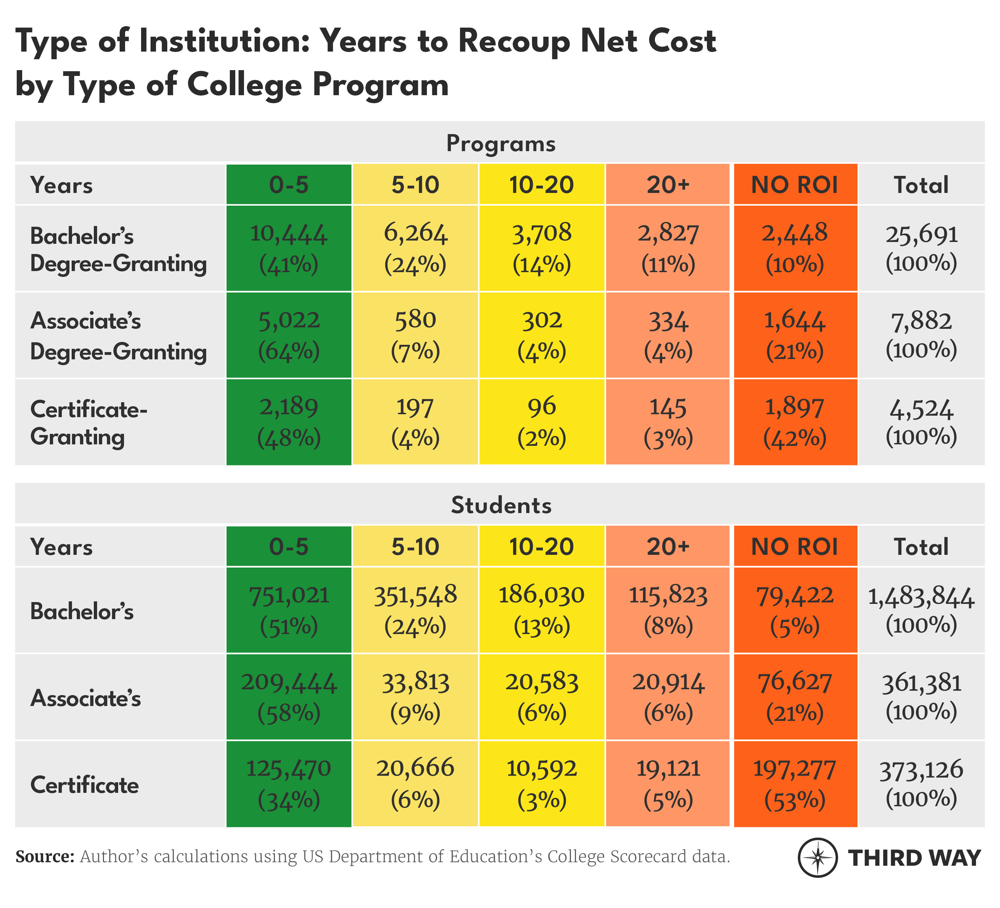 Type of Institution: Years to Recoup Net Cost
by Type of College Program
Programs
Years 0-5 5-10 10-20 20+ NO ROI Total
Bachelor’s
Degree-Granting
10,444 6,264 3,708 2,827 2,448 25,691
(41%) (24%) (14%) (11%) (10%) (100%)
Associate’s
Degree-Granting
5,022 580 302 334 1,644 7,882
(64%) (7%) (4%) (4%) (21%) (100%)
Certificate-
Granting
2,189 197 96 145 1,897 4,524
(48%) (4%) (2%) (3%) (42%) (100%)
Students
Years 0-5 5-10 10-20 20+ NO ROI Total
Bachelor’s
751,021 351,548 186,030 115,823 79,422 1,483,844
(51%) (24%) (13%) (8%) (5%) (100%)
Associate’s
209,444 33,813 20,583 20,914 76,627 361,381
(58%) (9%) (6%) (6%) (21%) (100%)
Certificate
125,470 20,666 10,592 19,121 197,277 373,126
(34%) (6%) (3%) (5%) (53%) (100%)
Source: Author’s calculations using US Department of Education’s College Scorecard data.
THIRD WAY